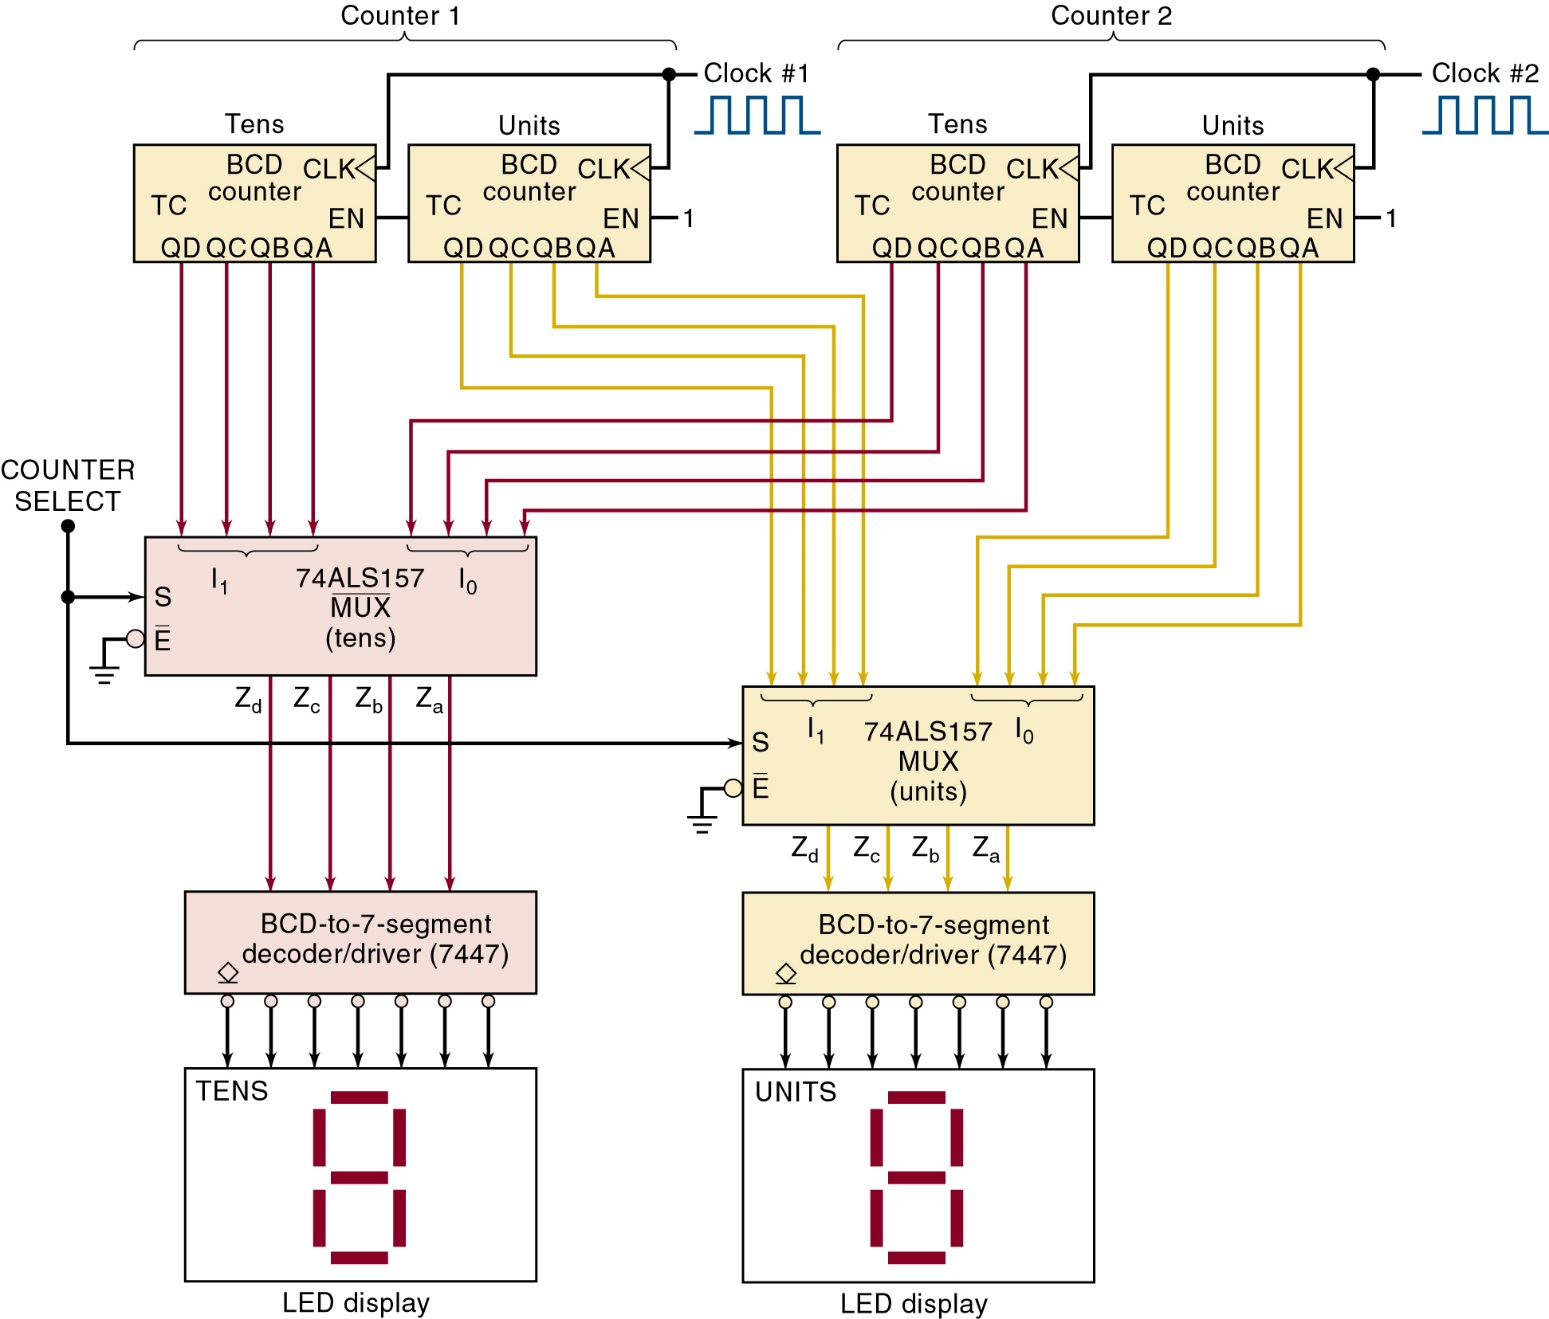 Counter 1
Counter 2
Clock #1
Clock #2
Tens
Units
Tens
Units
BCD counter
CLK
TC
EN
QD QC QB QA
BCD counter
CLK
TC
EN
1
QD QC QB QA
BCD counter
CLK
TC
EN
QD QC QB QA
BCD counter
CLK
TC
EN
1
QD QC QB QA
COUNTER
SELECT
I1
74ALS157
I0
S
MUX
E̅
(tens)
Zd
Zc
Zb
Za
I1
74ALS157
I0
S
MUX
E̅
(units)
Zd
Zc
Zb
Za
BCD-to-7-segment
decoder/driver (7447)
BCD-to-7-segment
decoder/driver (7447)
TENS
8
UNITS
8
LED display
LED display